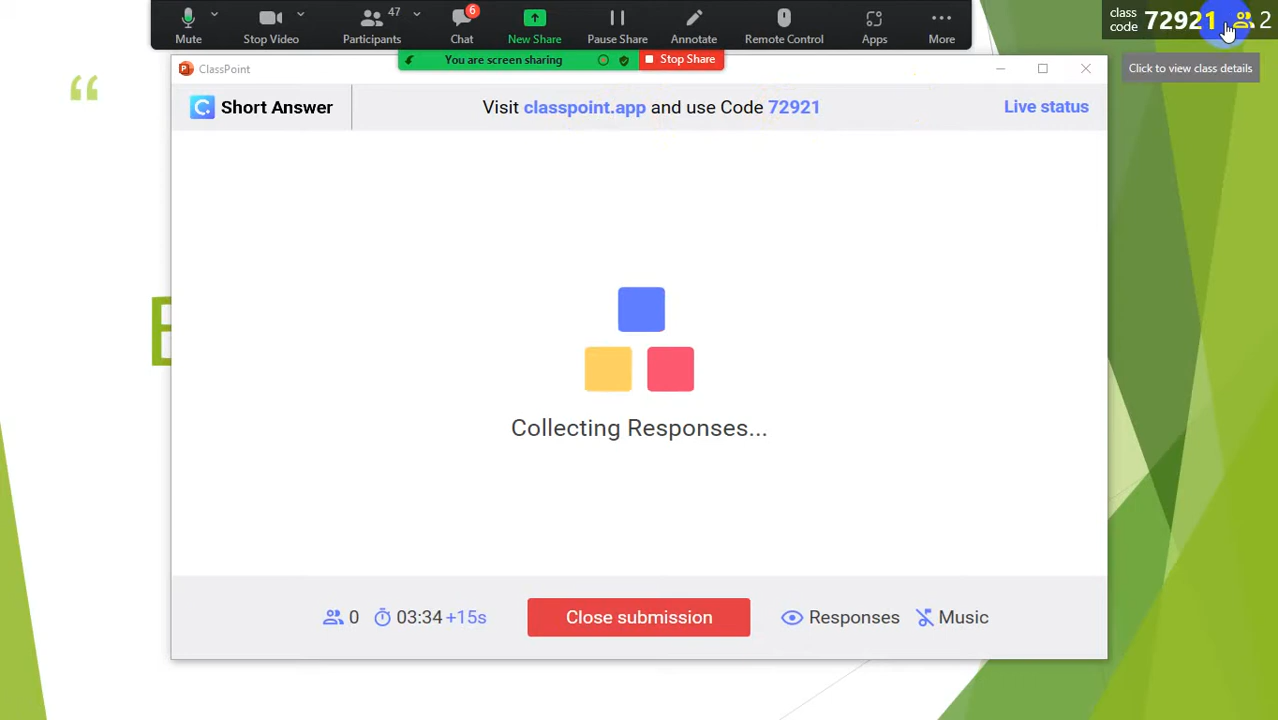 Mute
Stop Video
47
Participants
6
Chat
New Share
Pause Share
Annotate
Remote Control
Apps
More
class
code
72921
2
You are screen sharing
Stop Share
Click to view class details
ClassPoint
Short Answer
Visit classpoint.app and use Code 72921
Live status
“
E
Collecting Responses...
0
03:34 +15s
Close submission
Responses
Music